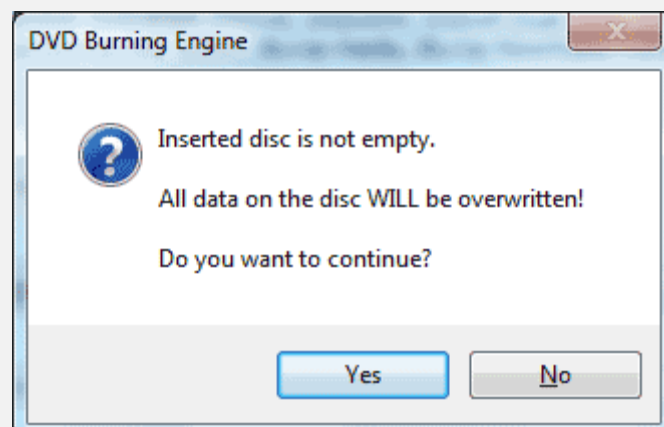 DVD Burning Engine
Inserted disc is not empty.
All data on the disc WILL be overwritten!
Do you want to continue?
Yes
No